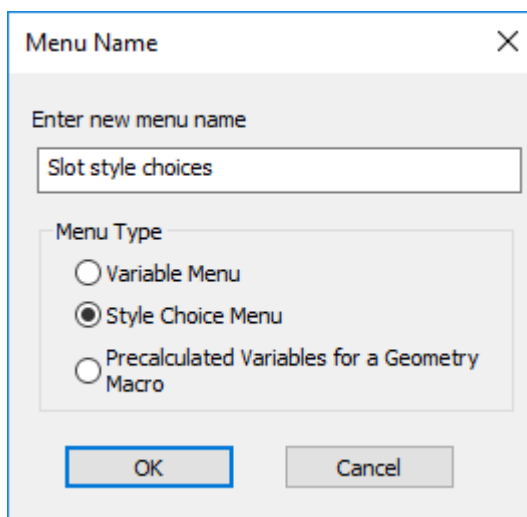 Menu Name
Enter new menu name
Slot style choices
Menu Type
Variable Menu
Style Choice Menu
Precalculated Variables for a Geometry
Macro
OK Cancel